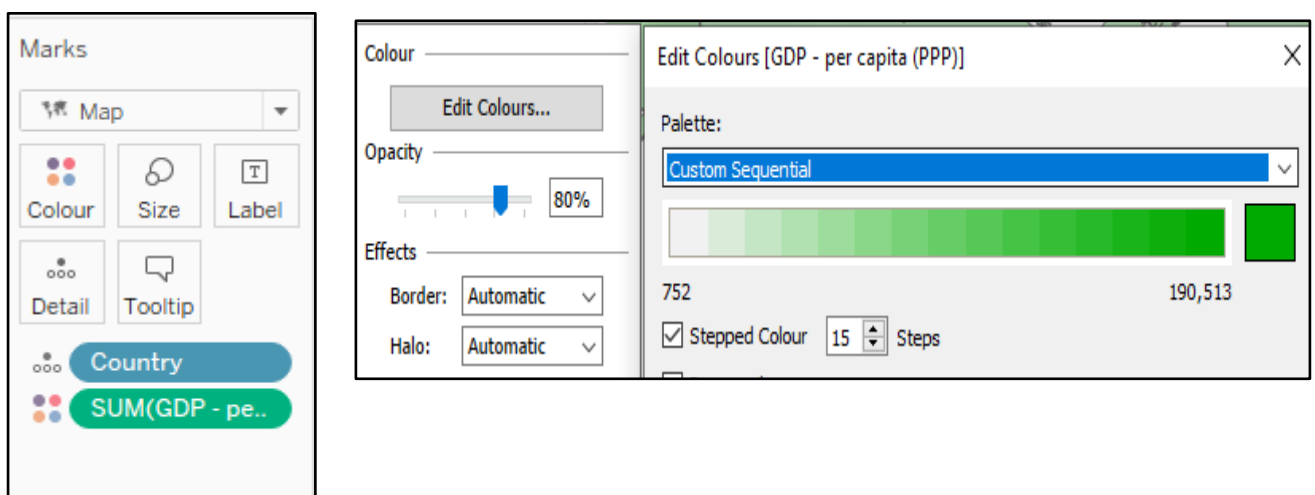 Marks
Map
Colour
Size
T
Label
Detail
Tooltip
Country
SUM(GDP - pe..
Colour
Edit Colours...
Opacity
80%
Effects
Border: Automatic
Halo: Automatic
Edit Colours [GDP - per capita (PPP)]
Palette:
Custom Sequential
752 190,513
Stepped Colour 15 Steps